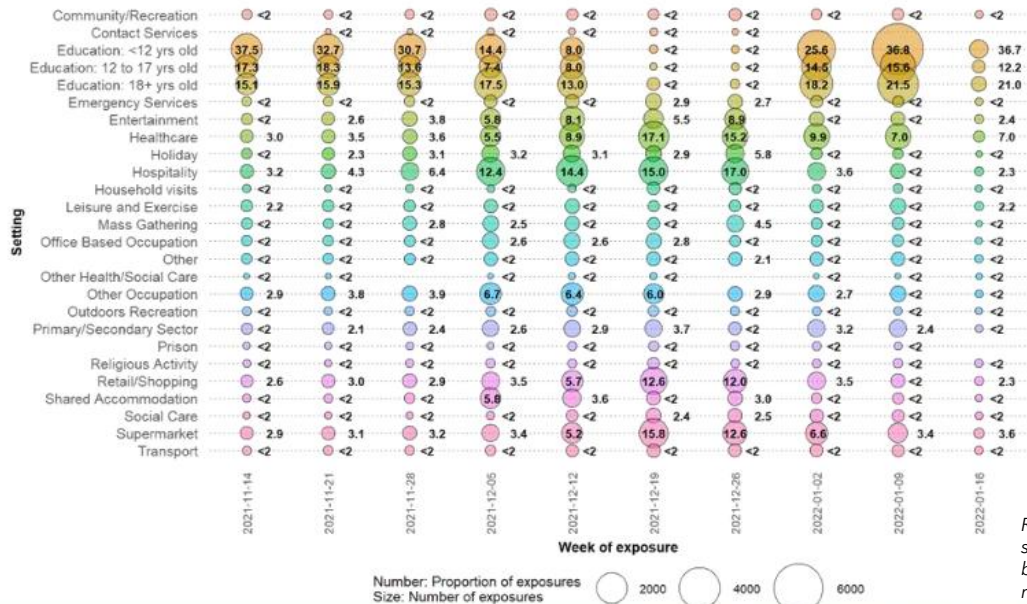 Community/Recreation <2 <2 <2 <2 <2 <2 <2 <2 <2 <2
Contact Services <2 <2 <2 <2 <2 <2 <2 <2
Education: <12 yrs old 37.5 32.7 30.7 14.4 8.0 <2 <2 25.6 36.8 36.7
Education: 12 to 17 yrs old 17.3 18.3 13.6 7.4 8.0 <2 <2 15.6 12.2
Education: 18+ yrs old 15.1 15.9 15.3 17.5 13.0 <2 <2 18.2 21.5 21.0
Emergency Services <2 <2 <2 <2 <2 2.9 2.7 <2 <2 <2
Entertainment <2 2.6 3.8 5.8 8.1 5.5 8.9 <2 <2 2.4
Healthcare 3.0 3.5 3.6 5.5 8.9 17.1 15.2 9.9 7.0 7.0
Holiday <2 2.3 3.1 3.2 3.1 2.9 5.8 <2 <2 <2
Hospitality 3.2 4.3 6.4 12.4 14.4 15.0 17.0 3.6 <2 2.3
Household visits <2 <2 <2 <2 <2 <2 <2 <2 <2 <2
Leisure and Exercise 2.2 <2 <2 <2 <2 <2 <2 <2 <2 2.2
Mass Gathering <2 <2 2.8 2.5 <2 <2 4.5 <2 <2 <2
Office Based Occupation <2 <2 <2 2.6 2.6 2.8 <2 <2 <2 <2
Other <2 <2 <2 <2 <2 <2 2.1 <2 <2 <2
Other Health/Social Care <2 <2 <2 <2 <2 <2 <2 <2 <2
Other Occupation 2.9 3.8 3.9 6.7 6.4 6.0 2.9 2.7 <2 <2
Outdoors Recreation <2 <2 <2 <2 <2 <2 <2 <2 <2 <2
Primary/Secondary Sector <2 2.1 2.4 2.6 2.9 3.7 <2 3.2 2.4 <2
Prison <2 <2 <2 <2 <2 <2 <2 <2 <2
Religious Activity <2 <2 <2 <2 <2 <2 <2 <2 <2 <2
Retail/Shopping 2.6 3.0 2.9 3.5 5.7 12.6 12.0 3.5 <2 2.3
Shared Accommodation <2 <2 <2 5.8 3.6 <2 3.0 <2 <2 <2
Social Care <2 <2 <2 <2 <2 2.4 2.5 <2 <2 <2
Supermarket 2.9 3.1 3.2 3.4 5.2 15.8 12.6 6.6 3.4 3.6
Transport <2 <2 <2 <2 <2 <2 <2 <2 <2 <2
Setting
2021-11-14 2021-11-21 2021-11-28 2021-12-05 2021-12-12 2021-12-19 2021-12-26 2022-01-02 2022-01-09 2022-01-16
Week of exposure
Number: Proportion of exposures
Size: Number of exposures 2000 4000 6000